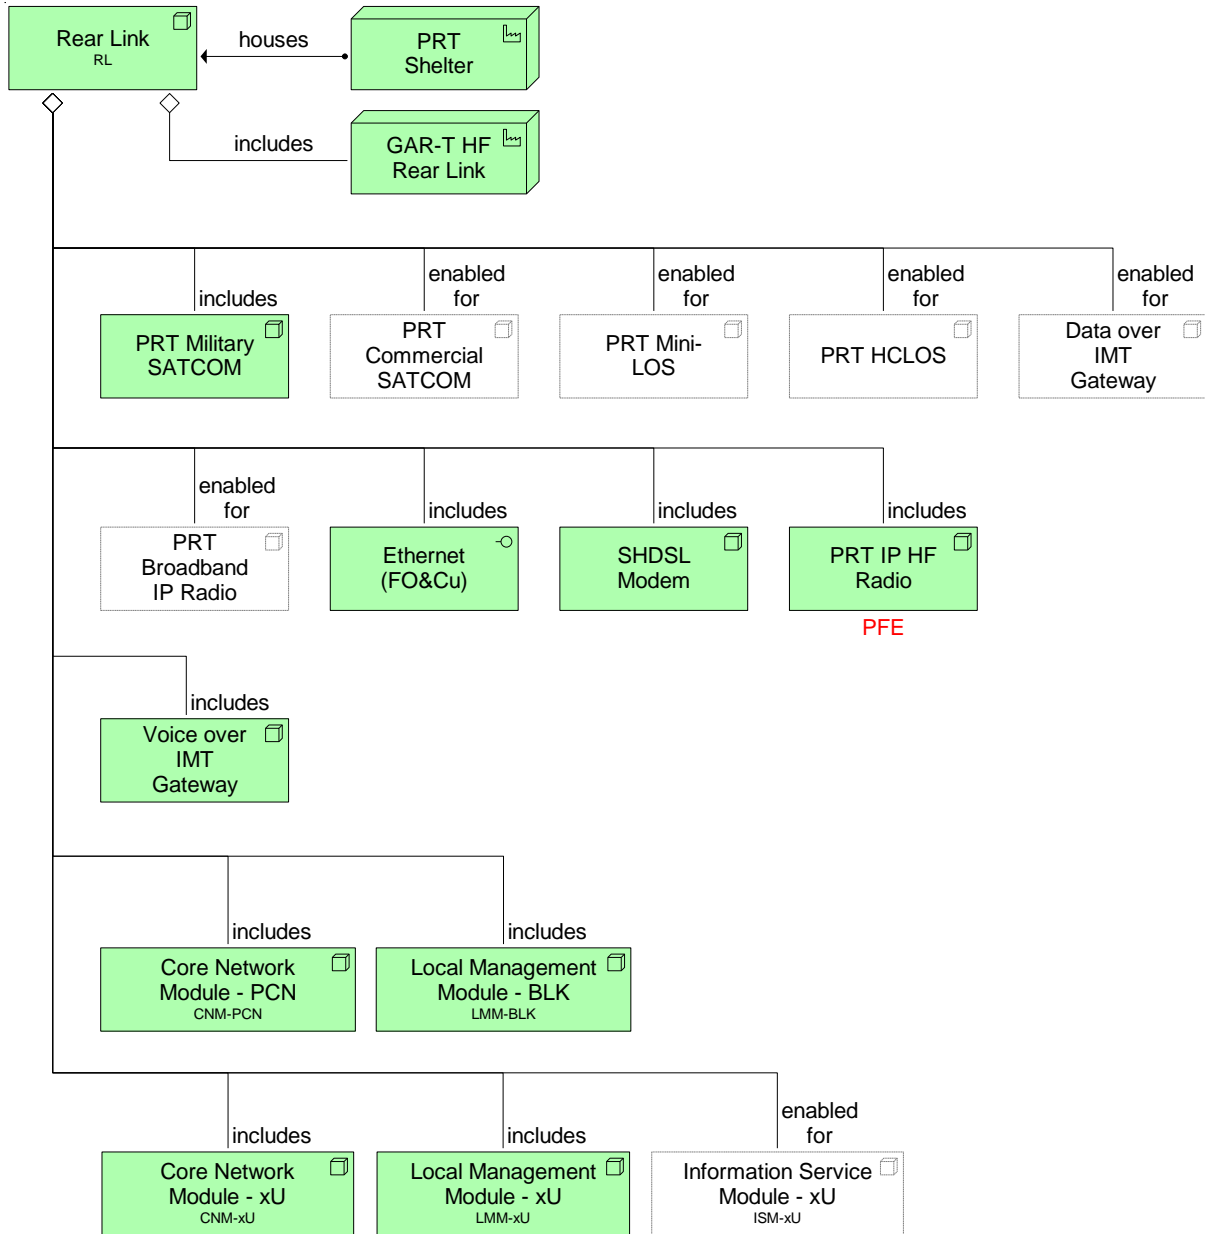 Rear Link
RL
houses
PRT
Shelter
includes
GAR-T HF
Rear Link
includes
enabled
for
enabled
for
enabled
for
enabled
for
PRT Military
SATCOM
PRT
Commercial
SATCOM
PRT Mini-
LOS
PRT HCLOS
Data over
IMT
Gateway
enabled
for
includes
includes
includes
PRT
Broadband
IP Radio
Ethernet
(FO&Cu)
SHDSL
Modem
PRT IP HF
Radio
PFE
includes
Voice over
IMT
Gateway
includes
includes
Core Network
Module - PCN
CNM-PCN
Local Management
Module - BLK
LMM-BLK
includes
includes
enabled
for
Core Network
Module - xU
CNM-xU
Local Management
Module - xU
LMM-xU
Information Service
Module - xU
ISM-xU